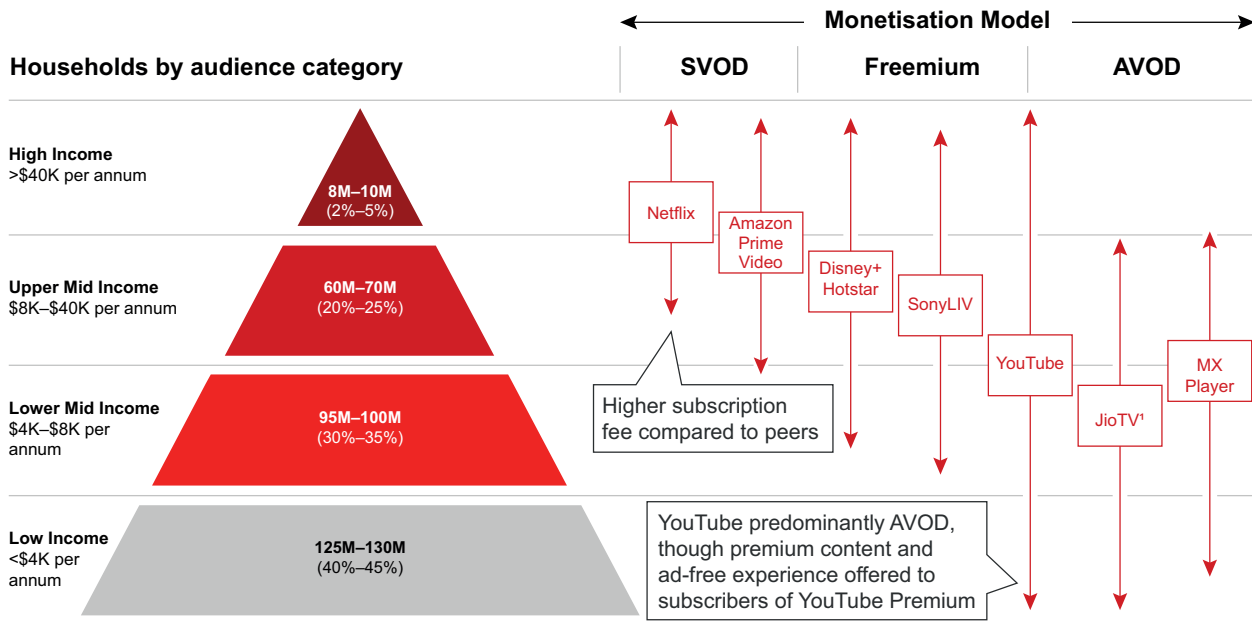 Monetisation Model
Households by audience category
SVOD
Freemium
AVOD
High Income
>$40K per annum
8M–10M
(2%–5%)
Upper Mid Income
$8K–$40K per annum
60M–70M
(20%–25%)
Lower Mid Income
$4K–$8K per
annum
95M–100M
(30%–35%)
Low Income
<$4K per
annum
125M–130M
(40%–45%)
Netflix
Amazon
Prime
Video
Disney+
Hotstar
SonyLIV
YouTube
JioTV¹
MX
Player
Higher subscription
fee compared to peers
YouTube predominantly AVOD,
though premium content and
ad-free experience offered to
subscribers of YouTube Premium